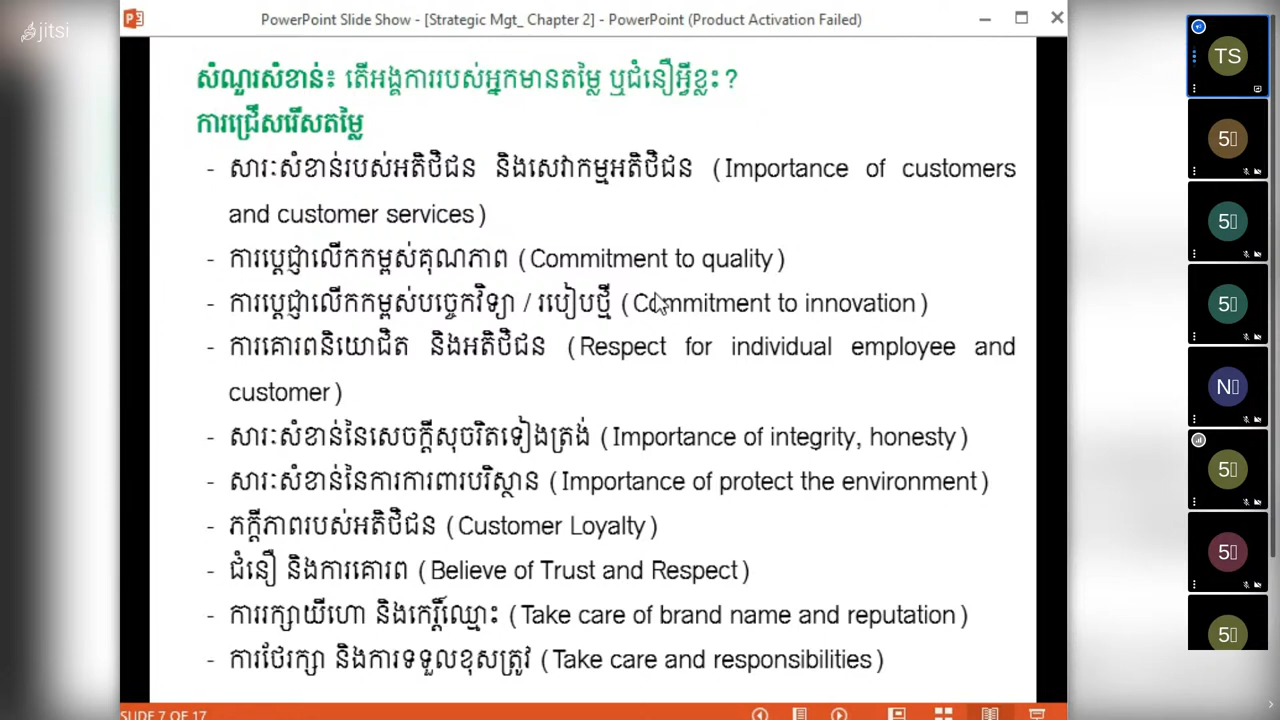 jitsi
PowerPoint Slide Show - [Strategic Mgt_ Chapter 2] - PowerPoint (Product Activation Failed)
សំណួរសំខាន់៖ តើអង្គការរបស់អ្នកមានតម្លៃ ឬជំនឿអ្វីខ្លះ?
ការជ្រើសរើសតម្លៃ
- សារៈសំខាន់របស់អតិថិជន និងសេវាកម្មអតិថិជន (Importance of customers
and customer services)
- ការប្តេជ្ញាលើកកម្ពស់គុណភាព (Commitment to quality)
- ការប្តេជ្ញាលើកកម្ពស់បច្ចេកវិទ្យា / របៀបថ្មី (Commitment to innovation)
- ការគោរពនិយោជិត និងអតិថិជន (Respect for individual employee and
customer)
- សារៈសំខាន់នៃសេចក្តីសុចរិតទៀងត្រង់ (Importance of integrity, honesty)
- សារៈសំខាន់នៃការការពារបរិស្ថាន (Importance of protect the environment)
- ភក្តីភាពរបស់អតិថិជន (Customer Loyalty)
- ជំនឿ និងការគោរព (Believe of Trust and Respect)
- ការរក្សាយីហោ និងកេរ្តិ៍ឈ្មោះ (Take care of brand name and reputation)
- ការថែរក្សា និងការទទួលខុសត្រូវ (Take care and responsibilities)
SLIDE 7 OF 17
TS
5
5
5
N
5
5
5